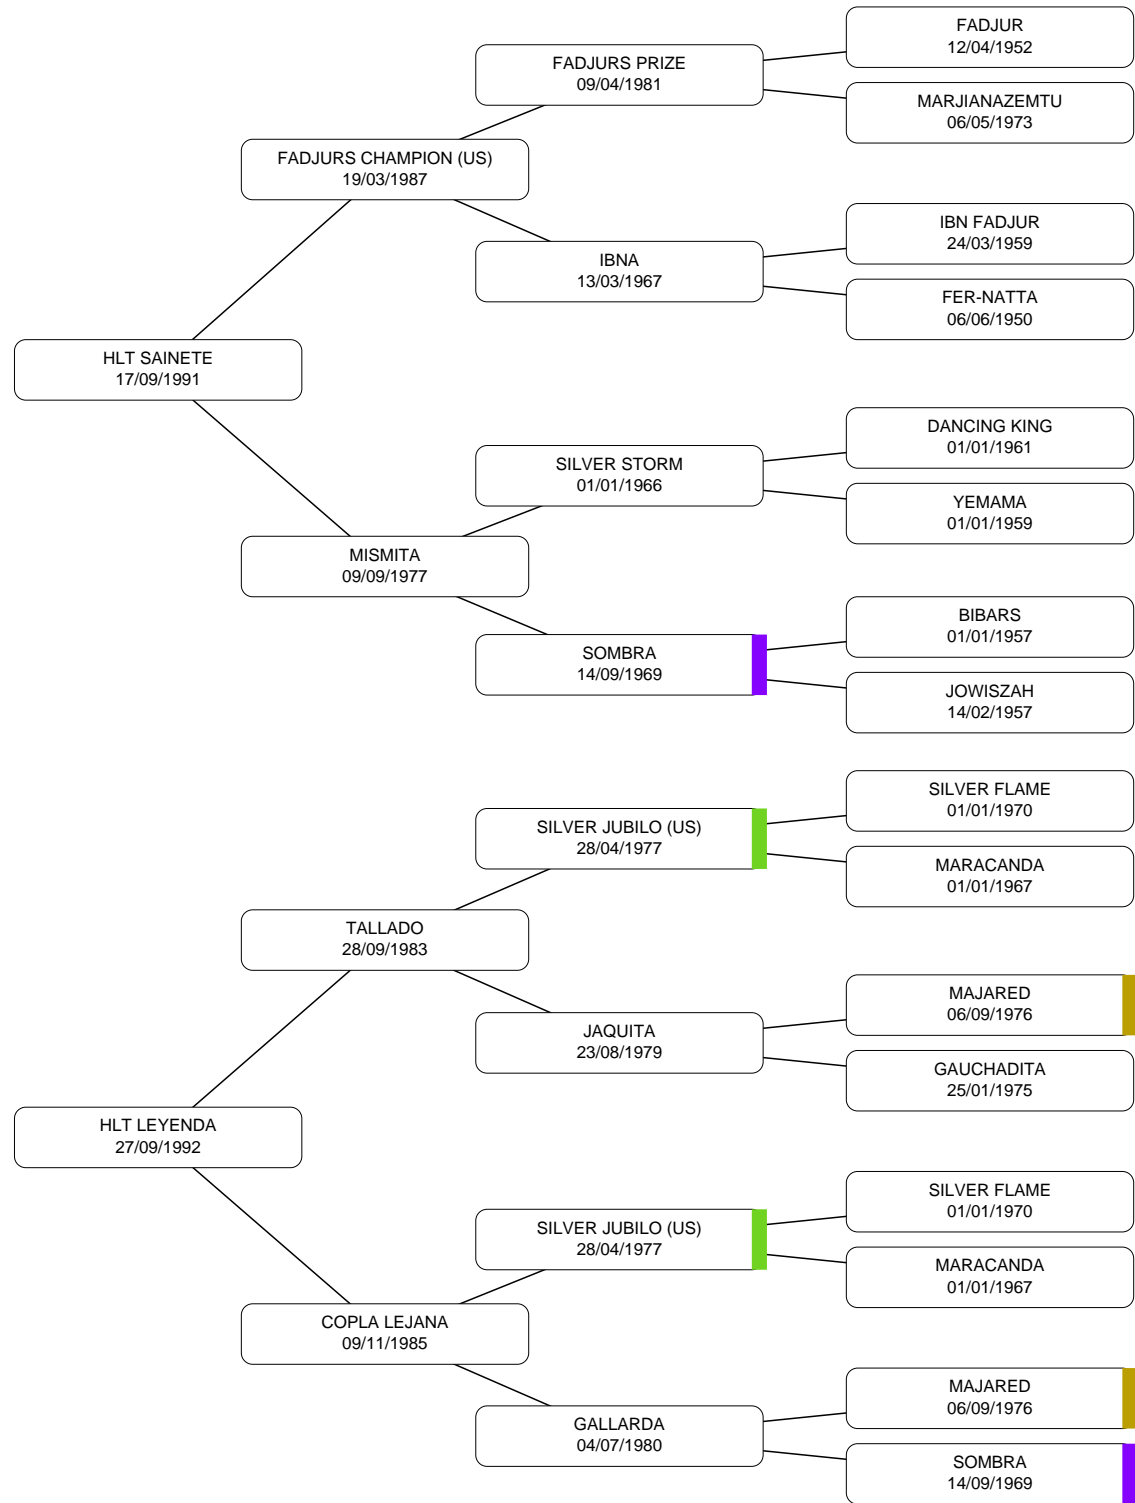 FADJUR
12/04/1952
FADJURS PRIZE
09/04/1981
MARJIANAZEMTU
06/05/1973
FADJURS CHAMPION (US)
19/03/1987
IBN FADJUR
24/03/1959
IBNA
13/03/1967
FER-NATTA
06/06/1950
HLT SAINETE
17/09/1991
DANCING KING
01/01/1961
SILVER STORM
01/01/1966
YEMAMA
01/01/1959
MISMITA
09/09/1977
BIBARS
01/01/1957
SOMBRA
14/09/1969
JOWISZAH
14/02/1957
SILVER FLAME
01/01/1970
SILVER JUBILO (US)
28/04/1977
MARACANDA
01/01/1967
TALLADO
28/09/1983
MAJARED
06/09/1976
JAQUITA
23/08/1979
GAUCHADITA
25/01/1975
HLT LEYENDA
27/09/1992
SILVER FLAME
01/01/1970
SILVER JUBILO (US)
28/04/1977
MARACANDA
01/01/1967
COPLA LEJANA
09/11/1985
MAJARED
06/09/1976
GALLARDA
04/07/1980
SOMBRA
14/09/1969